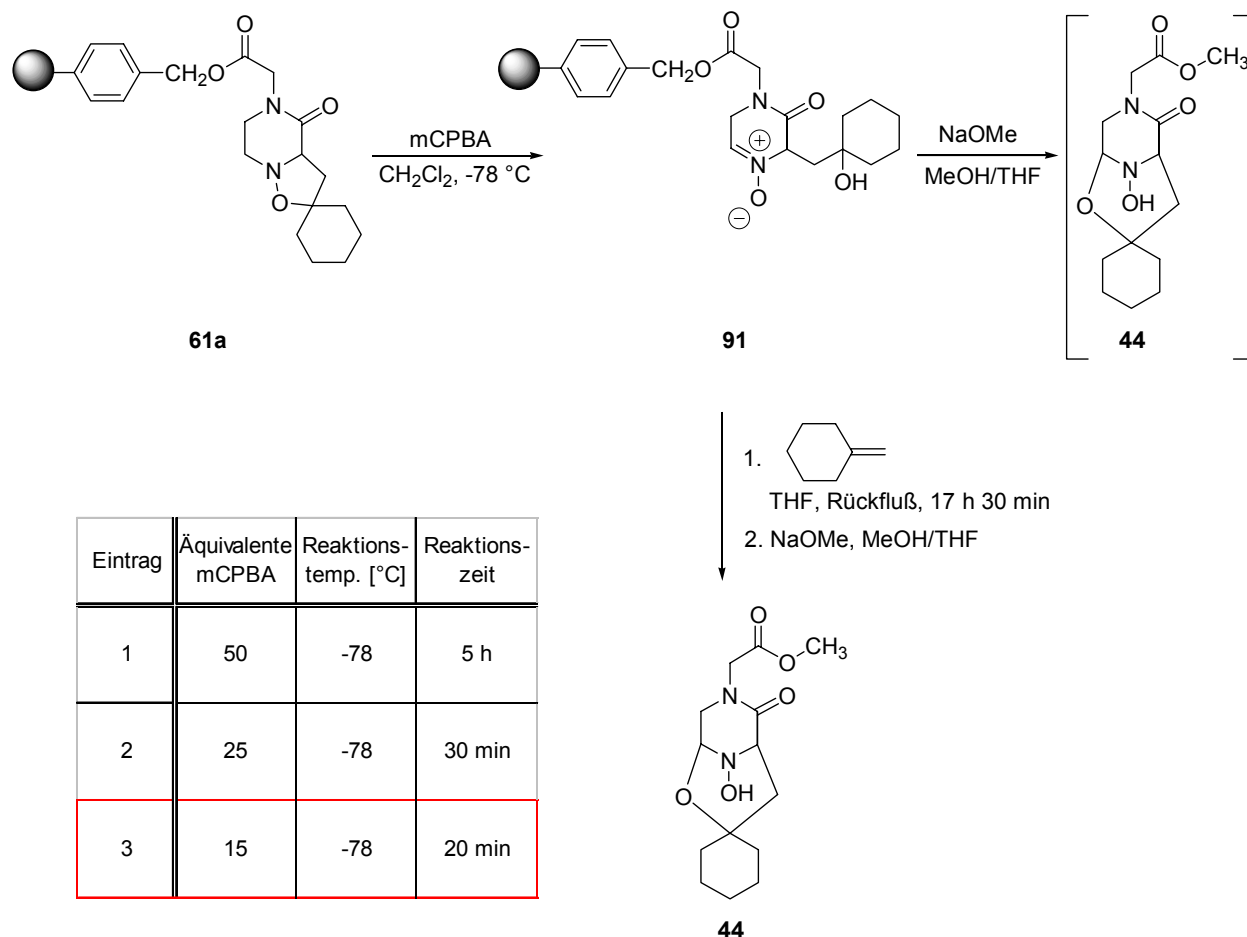 O
CH2O
O
N
O
N
O
61a
mCPBA
CH2Cl2, -78 °C
O
CH2O
O
N
O
N
+
O
−
OH
91
NaOMe
MeOH/THF
O
O
CH3
N
O
N
OH
O
44
1.
THF, Rückfluß, 17 h 30 min
2. NaOMe, MeOH/THF
Eintrag Äquivalente mCPBA Reaktions-temp. [°C] Reaktions-zeit
1 50 -78 5 h
2 25 -78 30 min
3 15 -78 20 min
O
O
CH3
N
O
N
OH
O
44